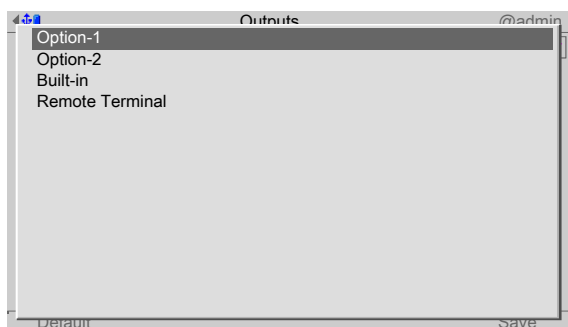 Outputs @admin
Option-1
Option-2
Built-in
Remote Terminal
Default Save